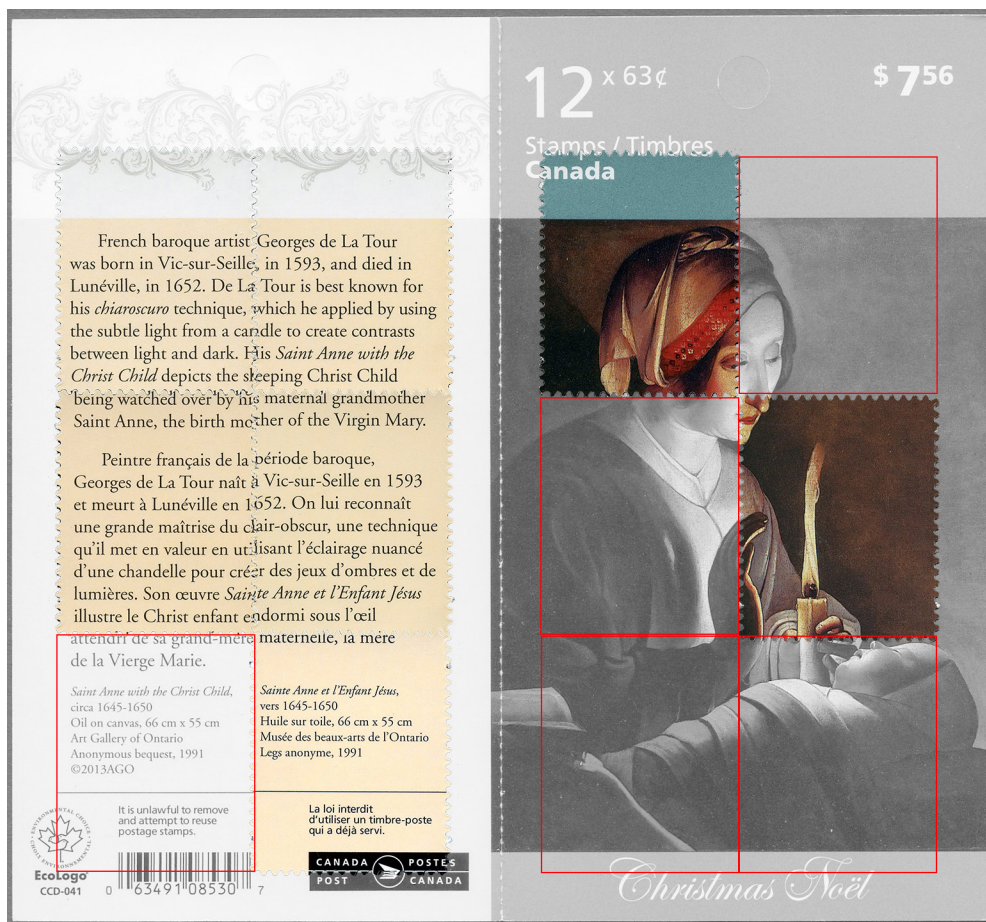 French baroque artist Georges de La Tour
was born in Vic-sur-Seille, in 1593, and died in
Lunéville, in 1652. De La Tour is best known for
his chiaroscuro technique, which he applied by using
the subtle light from a candle to create contrasts
between light and dark. His Saint Anne with the
Christ Child depicts the sleeping Christ Child
being watched over by his maternal grandmother
Saint Anne, the birth mother of the Virgin Mary.
Peintre français de la période baroque,
Georges de La Tour naît à Vic-sur-Seille en 1593
et meurt à Lunéville en 1652. On lui reconnaît
une grande maîtrise du clair-obscur, une technique
qu'il met en valeur en utilisant l'éclairage nuancé
d'une chandelle pour créer des jeux d'ombres et de
lumières. Son œuvre Sainte Anne et l'Enfant Jésus
illustre le Christ enfant endormi sous l'œil
attendri de sa grand-mère maternelle, la mère
de la Vierge Marie.
Saint Anne with the Christ Child,
circa 1645-1650
Oil on canvas, 66 cm x 55 cm
Art Gallery of Ontario
Anonymous bequest, 1991
©2013AGO
Sainte Anne et l'Enfant Jésus,
vers 1645-1650
Huile sur toile, 66 cm x 55 cm
Musée des beaux-arts de l'Ontario
Legs anonyme, 1991
It is unlawful to remove
and attempt to reuse
postage stamps.
La loi interdit
d'utiliser un timbre-poste
qui a déjà servi.
ENVIRONMENTAL CHOICE
CHOIX ENVIRONNEMENTAL
EcoLogo
CCD-041
0 63491 08530 7
CANADA POSTES
POST CANADA
12 x 63¢
$ 7 56
Stamps / Timbres
Canada
Christmas Noël